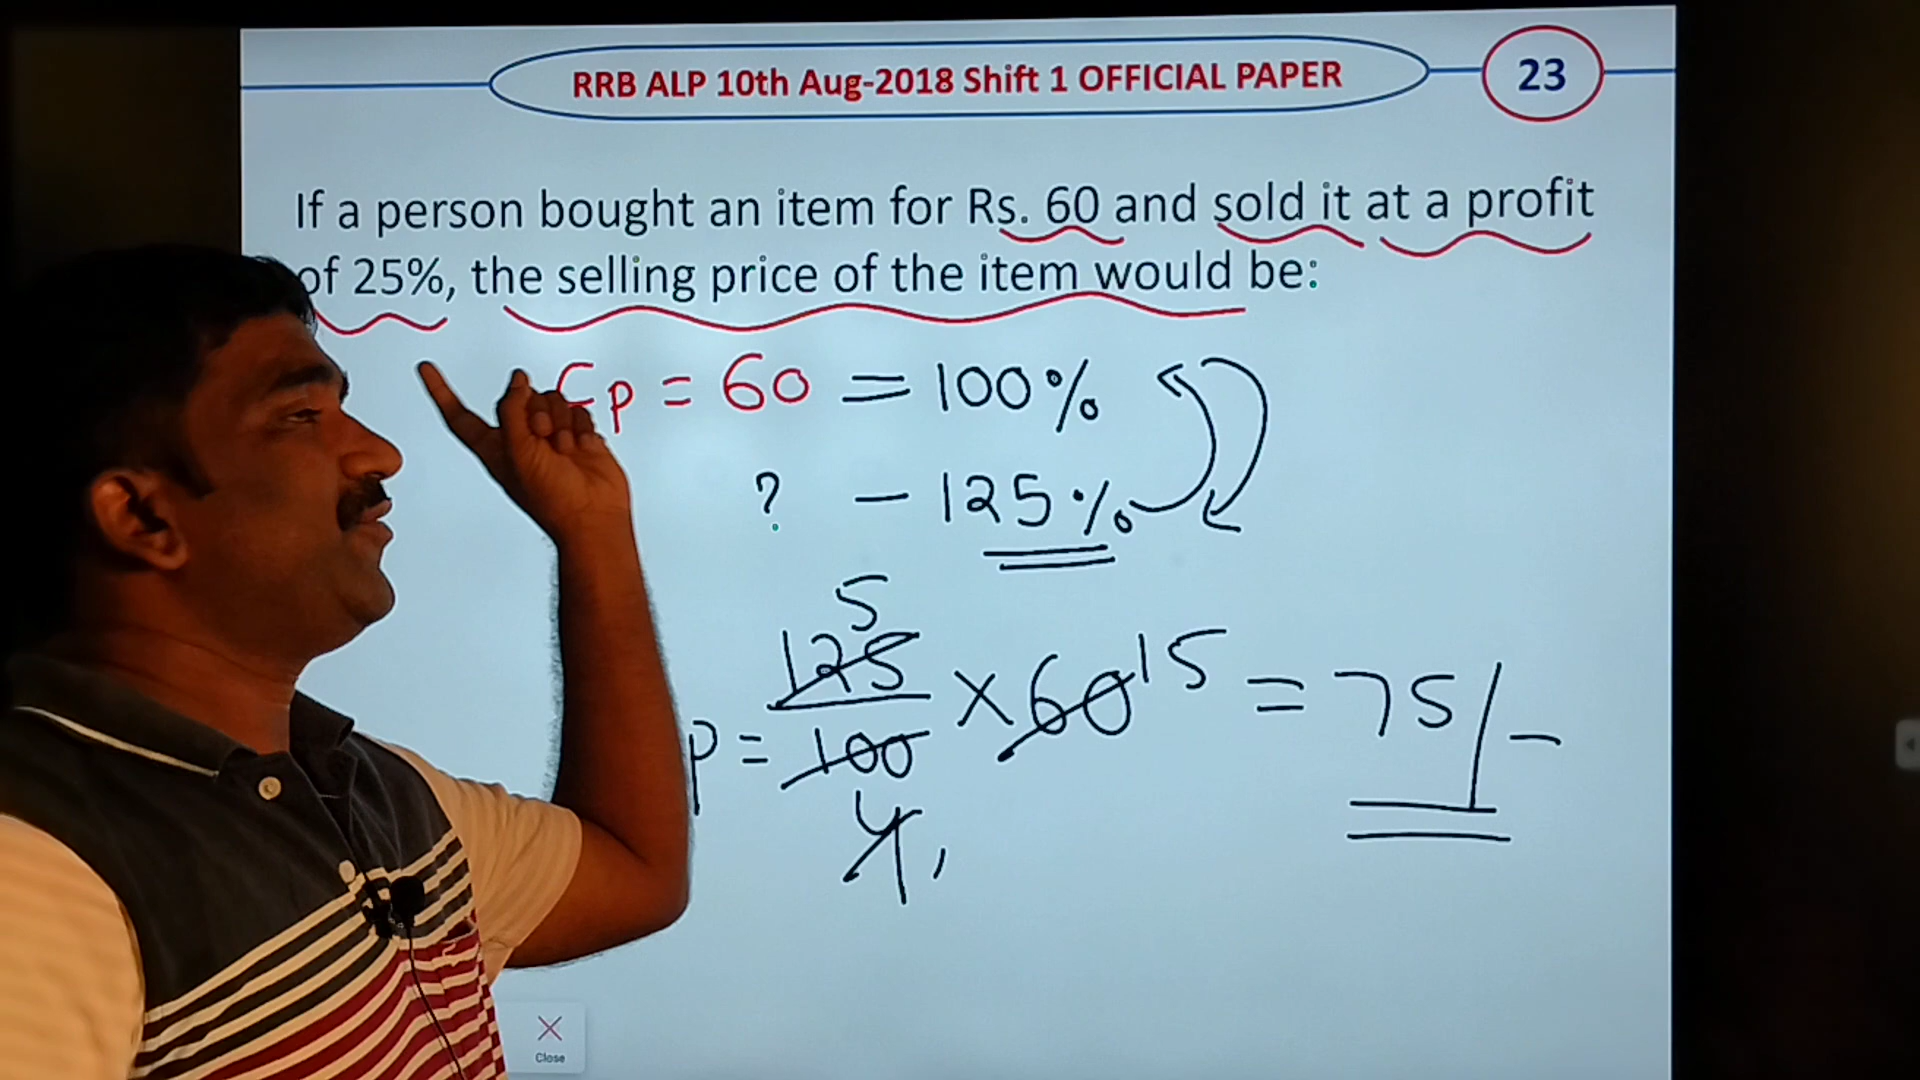 RRB ALP 10th Aug-2018 Shift 1 OFFICIAL PAPER
23
If a person bought an item for Rs. 60 and sold it at a profit
of 25%, the selling price of the item would be:
Cp = 60 = 100%
? - 125%
5
125
p = × 60 15 = 75/-
100
4
Close